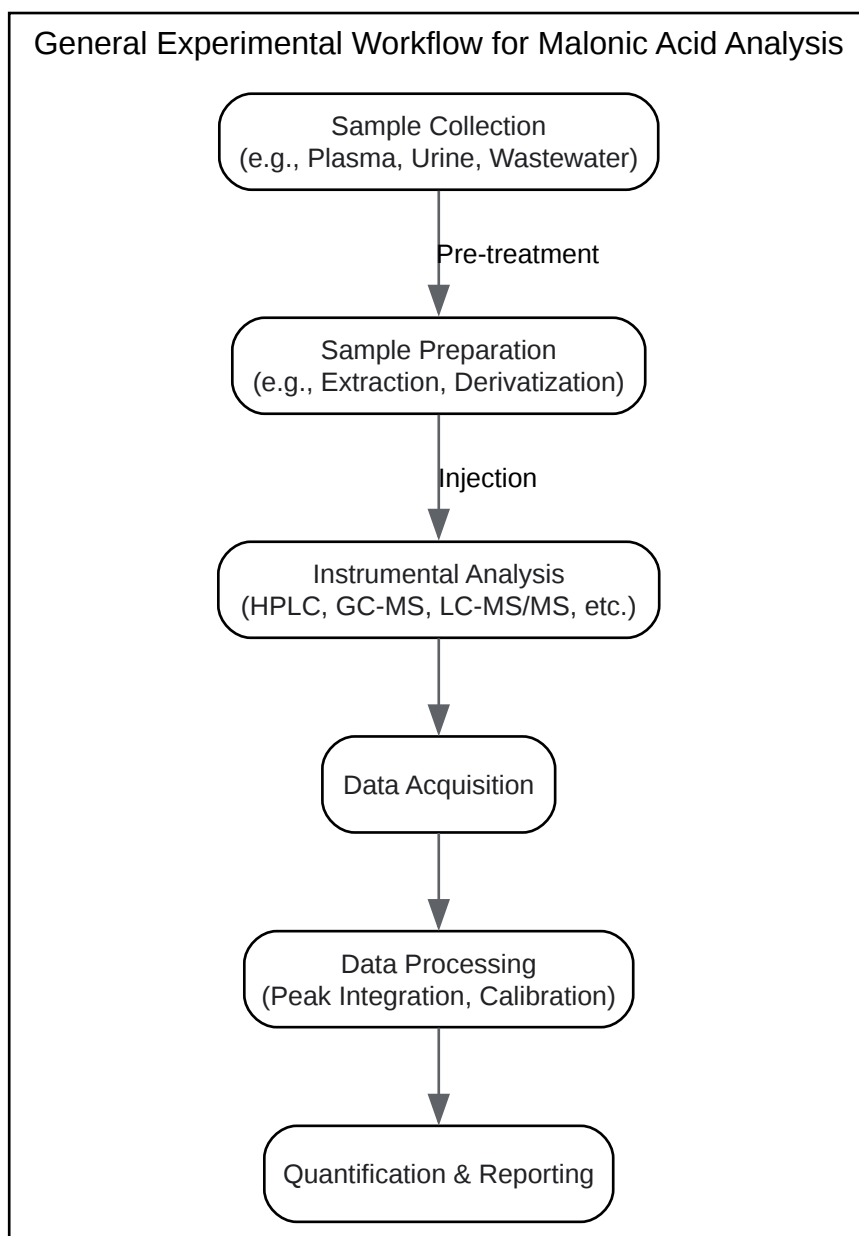 General Experimental Workflow for Malonic Acid Analysis
Sample Collection
(e.g., Plasma, Urine, Wastewater)
Pre-treatment
Sample Preparation
(e.g., Extraction, Derivatization)
Injection
Instrumental Analysis
(HPLC, GC-MS, LC-MS/MS, etc.)
Data Acquisition
Data Processing
(Peak Integration, Calibration)
Quantification & Reporting